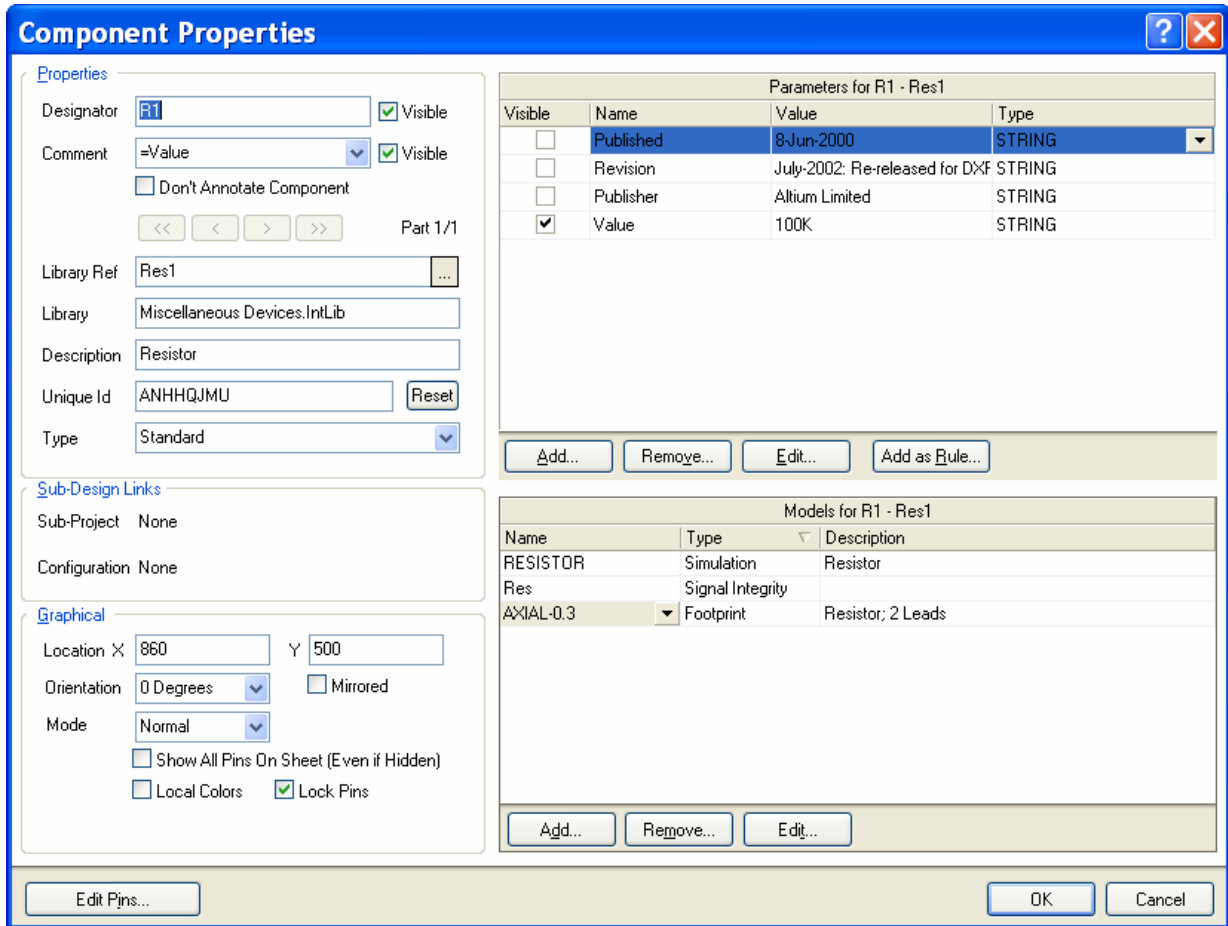 Component Properties
Properties
Designator R1 Visible
Comment =Value Visible
Don't Annotate Component
<< < > >> Part 1/1
Library Ref Res1 ...
Library Miscellaneous Devices.IntLib
Description Resistor
Unique Id ANHHQJMU Reset
Type Standard
Sub-Design Links
Sub-Project None
Configuration None
Graphical
Location X 860 Y 500
Orientation 0 Degrees Mirrored
Mode Normal
Show All Pins On Sheet (Even if Hidden)
Local Colors Lock Pins
Parameters for R1 - Res1
Visible Name Value Type
Published 8-Jun-2000 STRING
Revision July-2002: Re-released for DXP STRING
Publisher Altium Limited STRING
Value 100K STRING
Add... Remove... Edit... Add as Rule...
Models for R1 - Res1
Name Type Description
RESISTOR Simulation Resistor
Res Signal Integrity
AXIAL-0.3 Footprint Resistor; 2 Leads
Add... Remove... Edit...
Edit Pins... OK Cancel